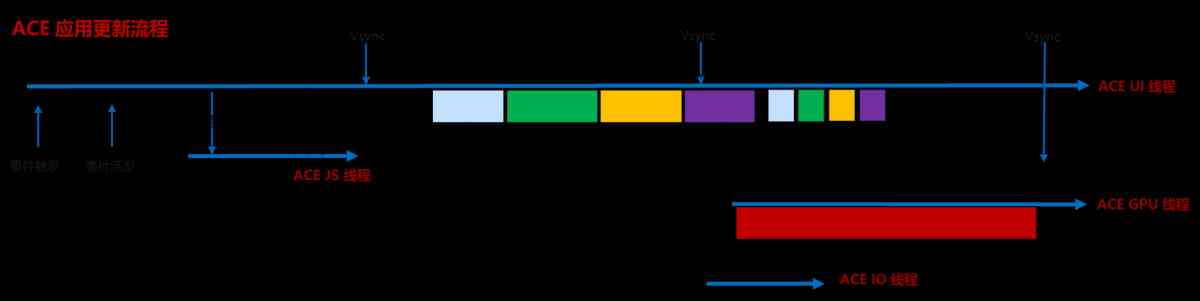 ACE 应用更新流程
Vsync
Vsync
Vsync
ACE UI 线程
事件触发
事件派发
ACE JS 线程
ACE GPU 线程
ACE IO 线程